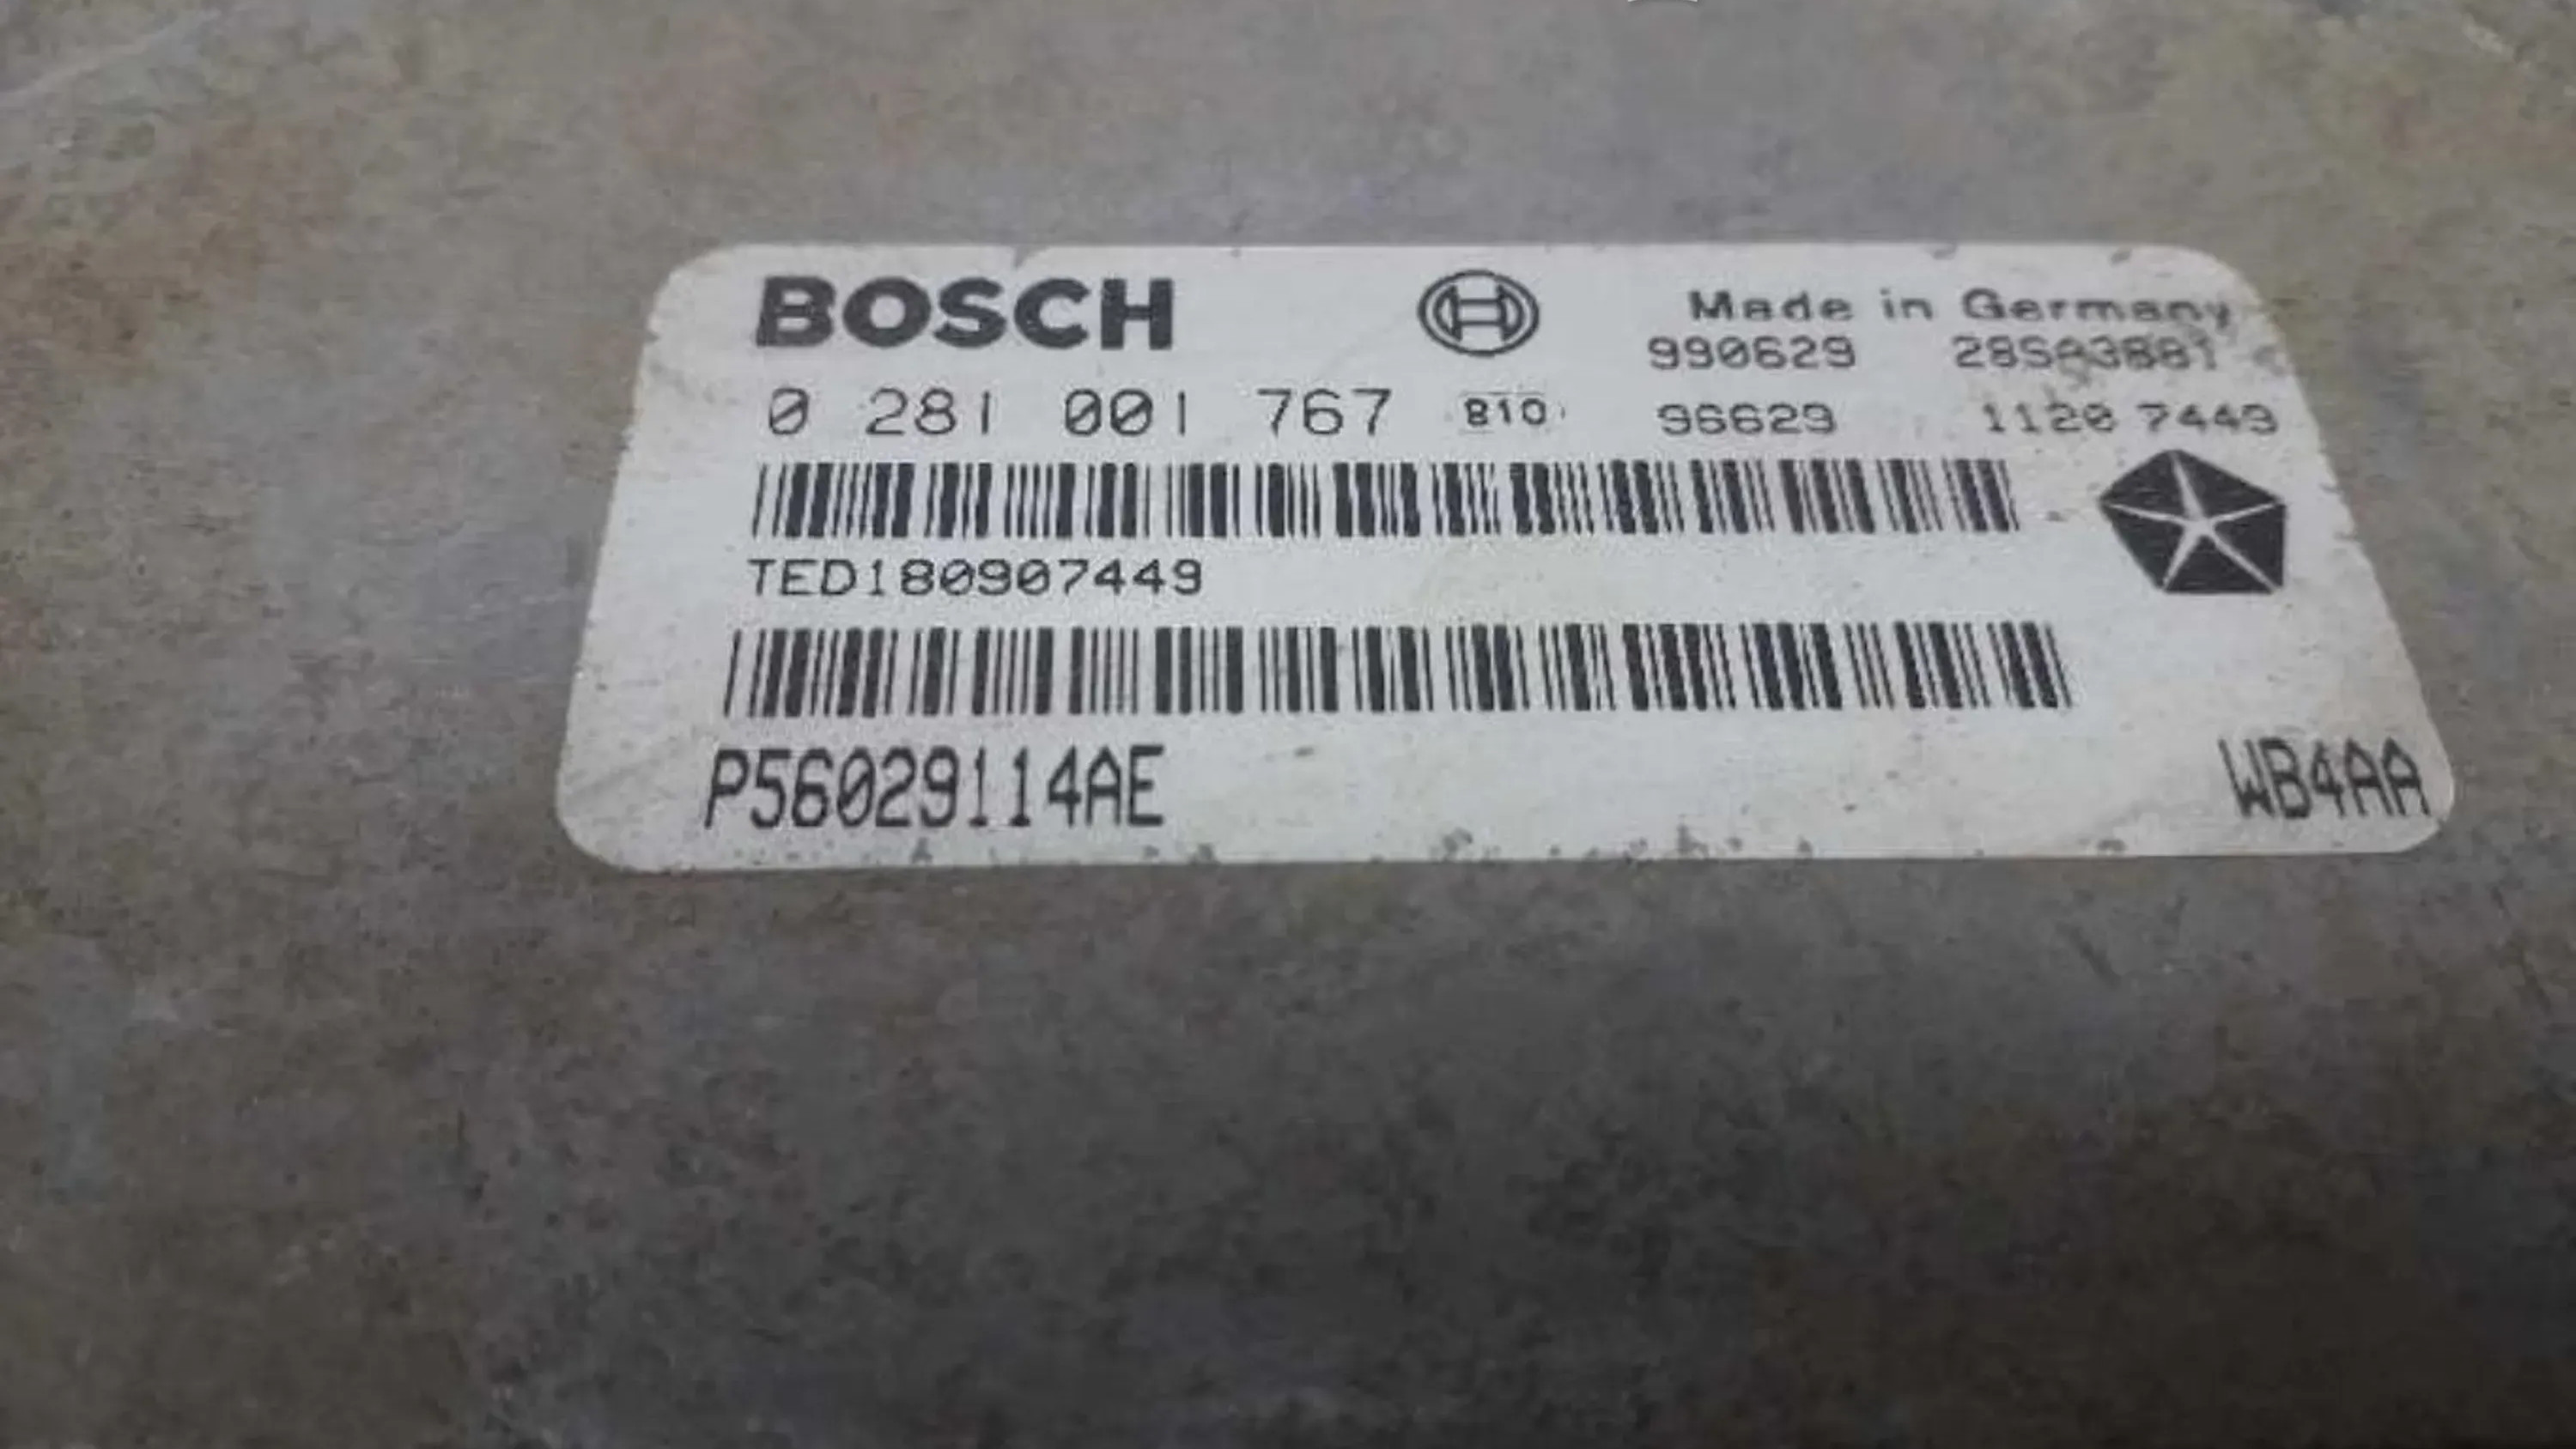 BOSCH
Made in Germany
990629
0 281 001 767 810 96629 1120 7449
TED180907449
P56029114AE WB4AA